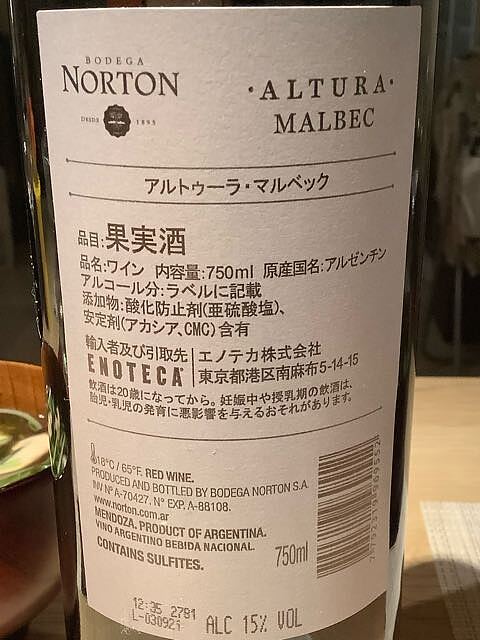 BODEGA
NORTON
DESDE 1895
·ALTURA·
MALBEC
アルトゥーラ・マルベック
品目:果実酒
品名:ワイン 内容量:750ml 原産国名:アルゼンチン
アルコール分:ラベルに記載
添加物:酸化防止剤(亜硫酸塩)、
安定剤(アカシア、CMC)含有
輸入者及び引取先
ENOTECA
エノテカ株式会社
東京都港区南麻布5-14-15
飲酒は20歳になってから。妊娠中や授乳期の飲酒は、
胎児・乳児の発育に悪影響を与えるおそれがあります。
18°C / 65°F. RED WINE.
PRODUCED AND BOTTLED BY BODEGA NORTON S.A.
INV Nº A-70427, N° EXP. A-88108.
www.norton.com.ar
MENDOZA. PRODUCT OF ARGENTINA.
VINO ARGENTINO BEBIDA NACIONAL.
CONTAINS SULFITES.
750ml
12:35 2781
L-030921
ALC 15% VOL